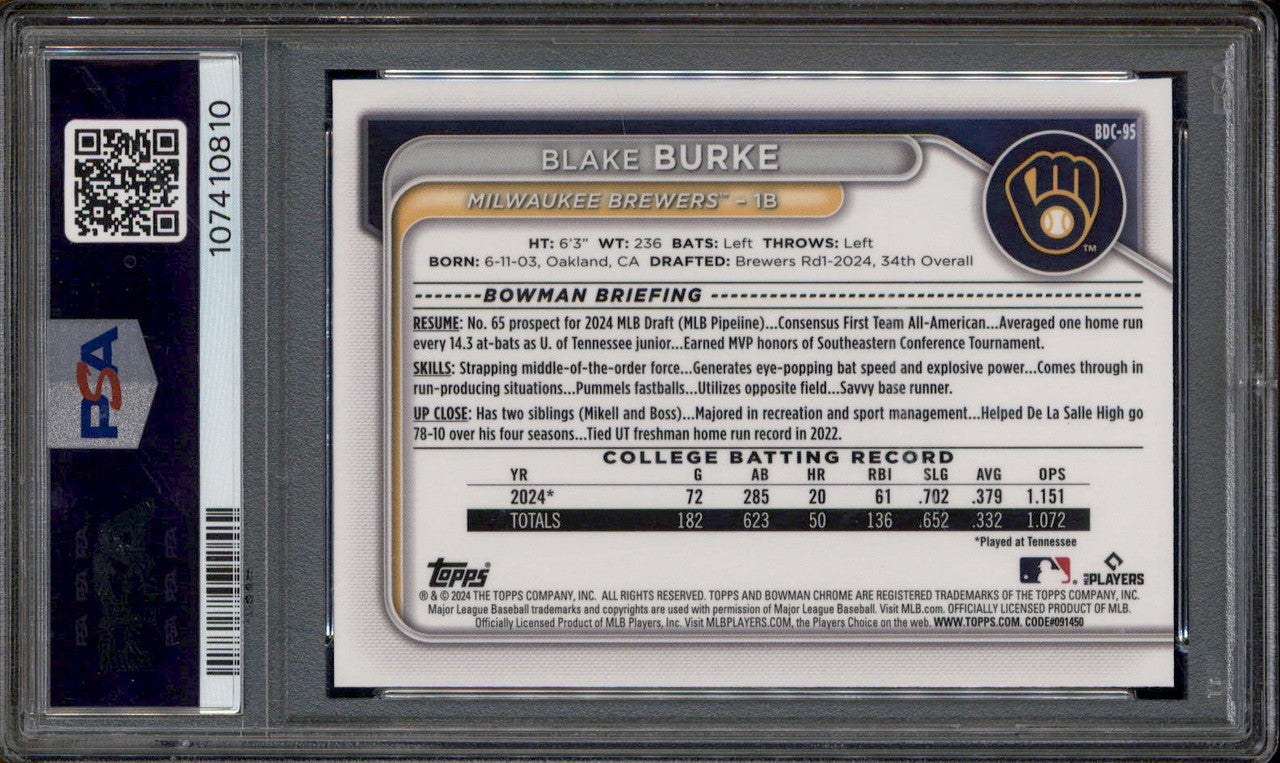 107410810
PSA
BDC-95
BLAKE BURKE
MILWAUKEE BREWERS™ – 1B
TM
HT: 6'3" WT: 236 BATS: Left THROWS: Left
BORN: 6-11-03, Oakland, CA DRAFTED: Brewers Rd1-2024, 34th Overall
BOWMAN BRIEFING
RESUME: No. 65 prospect for 2024 MLB Draft (MLB Pipeline)...Consensus First Team All-American...Averaged one home run
every 14.3 at-bats as U. of Tennessee junior...Earned MVP honors of Southeastern Conference Tournament.
SKILLS: Strapping middle-of-the-order force...Generates eye-popping bat speed and explosive power...Comes through in
run-producing situations...Pummels fastballs...Utilizes opposite field...Savvy base runner.
UP CLOSE: Has two siblings (Mikell and Boss)...Majored in recreation and sport management...Helped De La Salle High go
78-10 over his four seasons...Tied UT freshman home run record in 2022.
COLLEGE BATTING RECORD
YR G AB HR RBI SLG AVG OPS
2024* 72 285 20 61 .702 .379 1.151
TOTALS 182 623 50 136 .652 .332 1.072
*Played at Tennessee
Topps®
PLAYERS
® & © 2024 THE TOPPS COMPANY, INC. ALL RIGHTS RESERVED. TOPPS AND BOWMAN CHROME ARE REGISTERED TRADEMARKS OF THE TOPPS COMPANY, INC.
Major League Baseball trademarks and copyrights are used with permission of Major League Baseball. Visit MLB.com. OFFICIALLY LICENSED PRODUCT OF MLB.
Officially Licensed Product of MLB Players, Inc. Visit MLBPLAYERS.COM, the Players Choice on the web. WWW.TOPPS.COM. CODE#091450